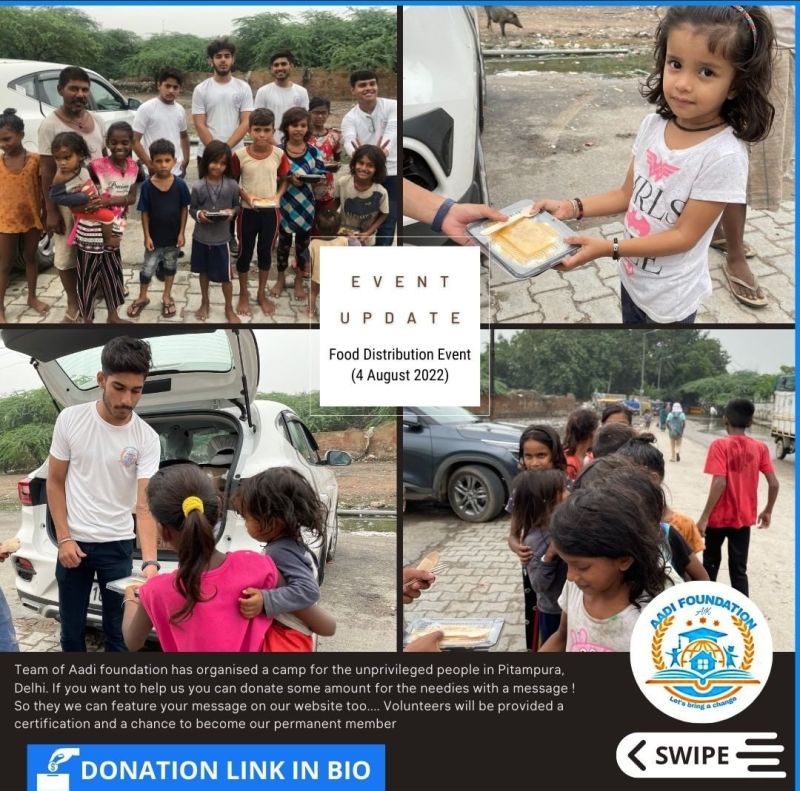 EVENT
UPDATE
Food Distribution Event
(4 August 2022)
GIRLS
Team of Aadi foundation has organised a camp for the unprivileged people in Pitampura,
Delhi. If you want to help us you can donate some amount for the needies with a message !
So they we can feature your message on our website too.... Volunteers will be provided a
certification and a chance to become our permanent member
AADI FOUNDATION
Let's bring a change
DONATION LINK IN BIO
SWIPE